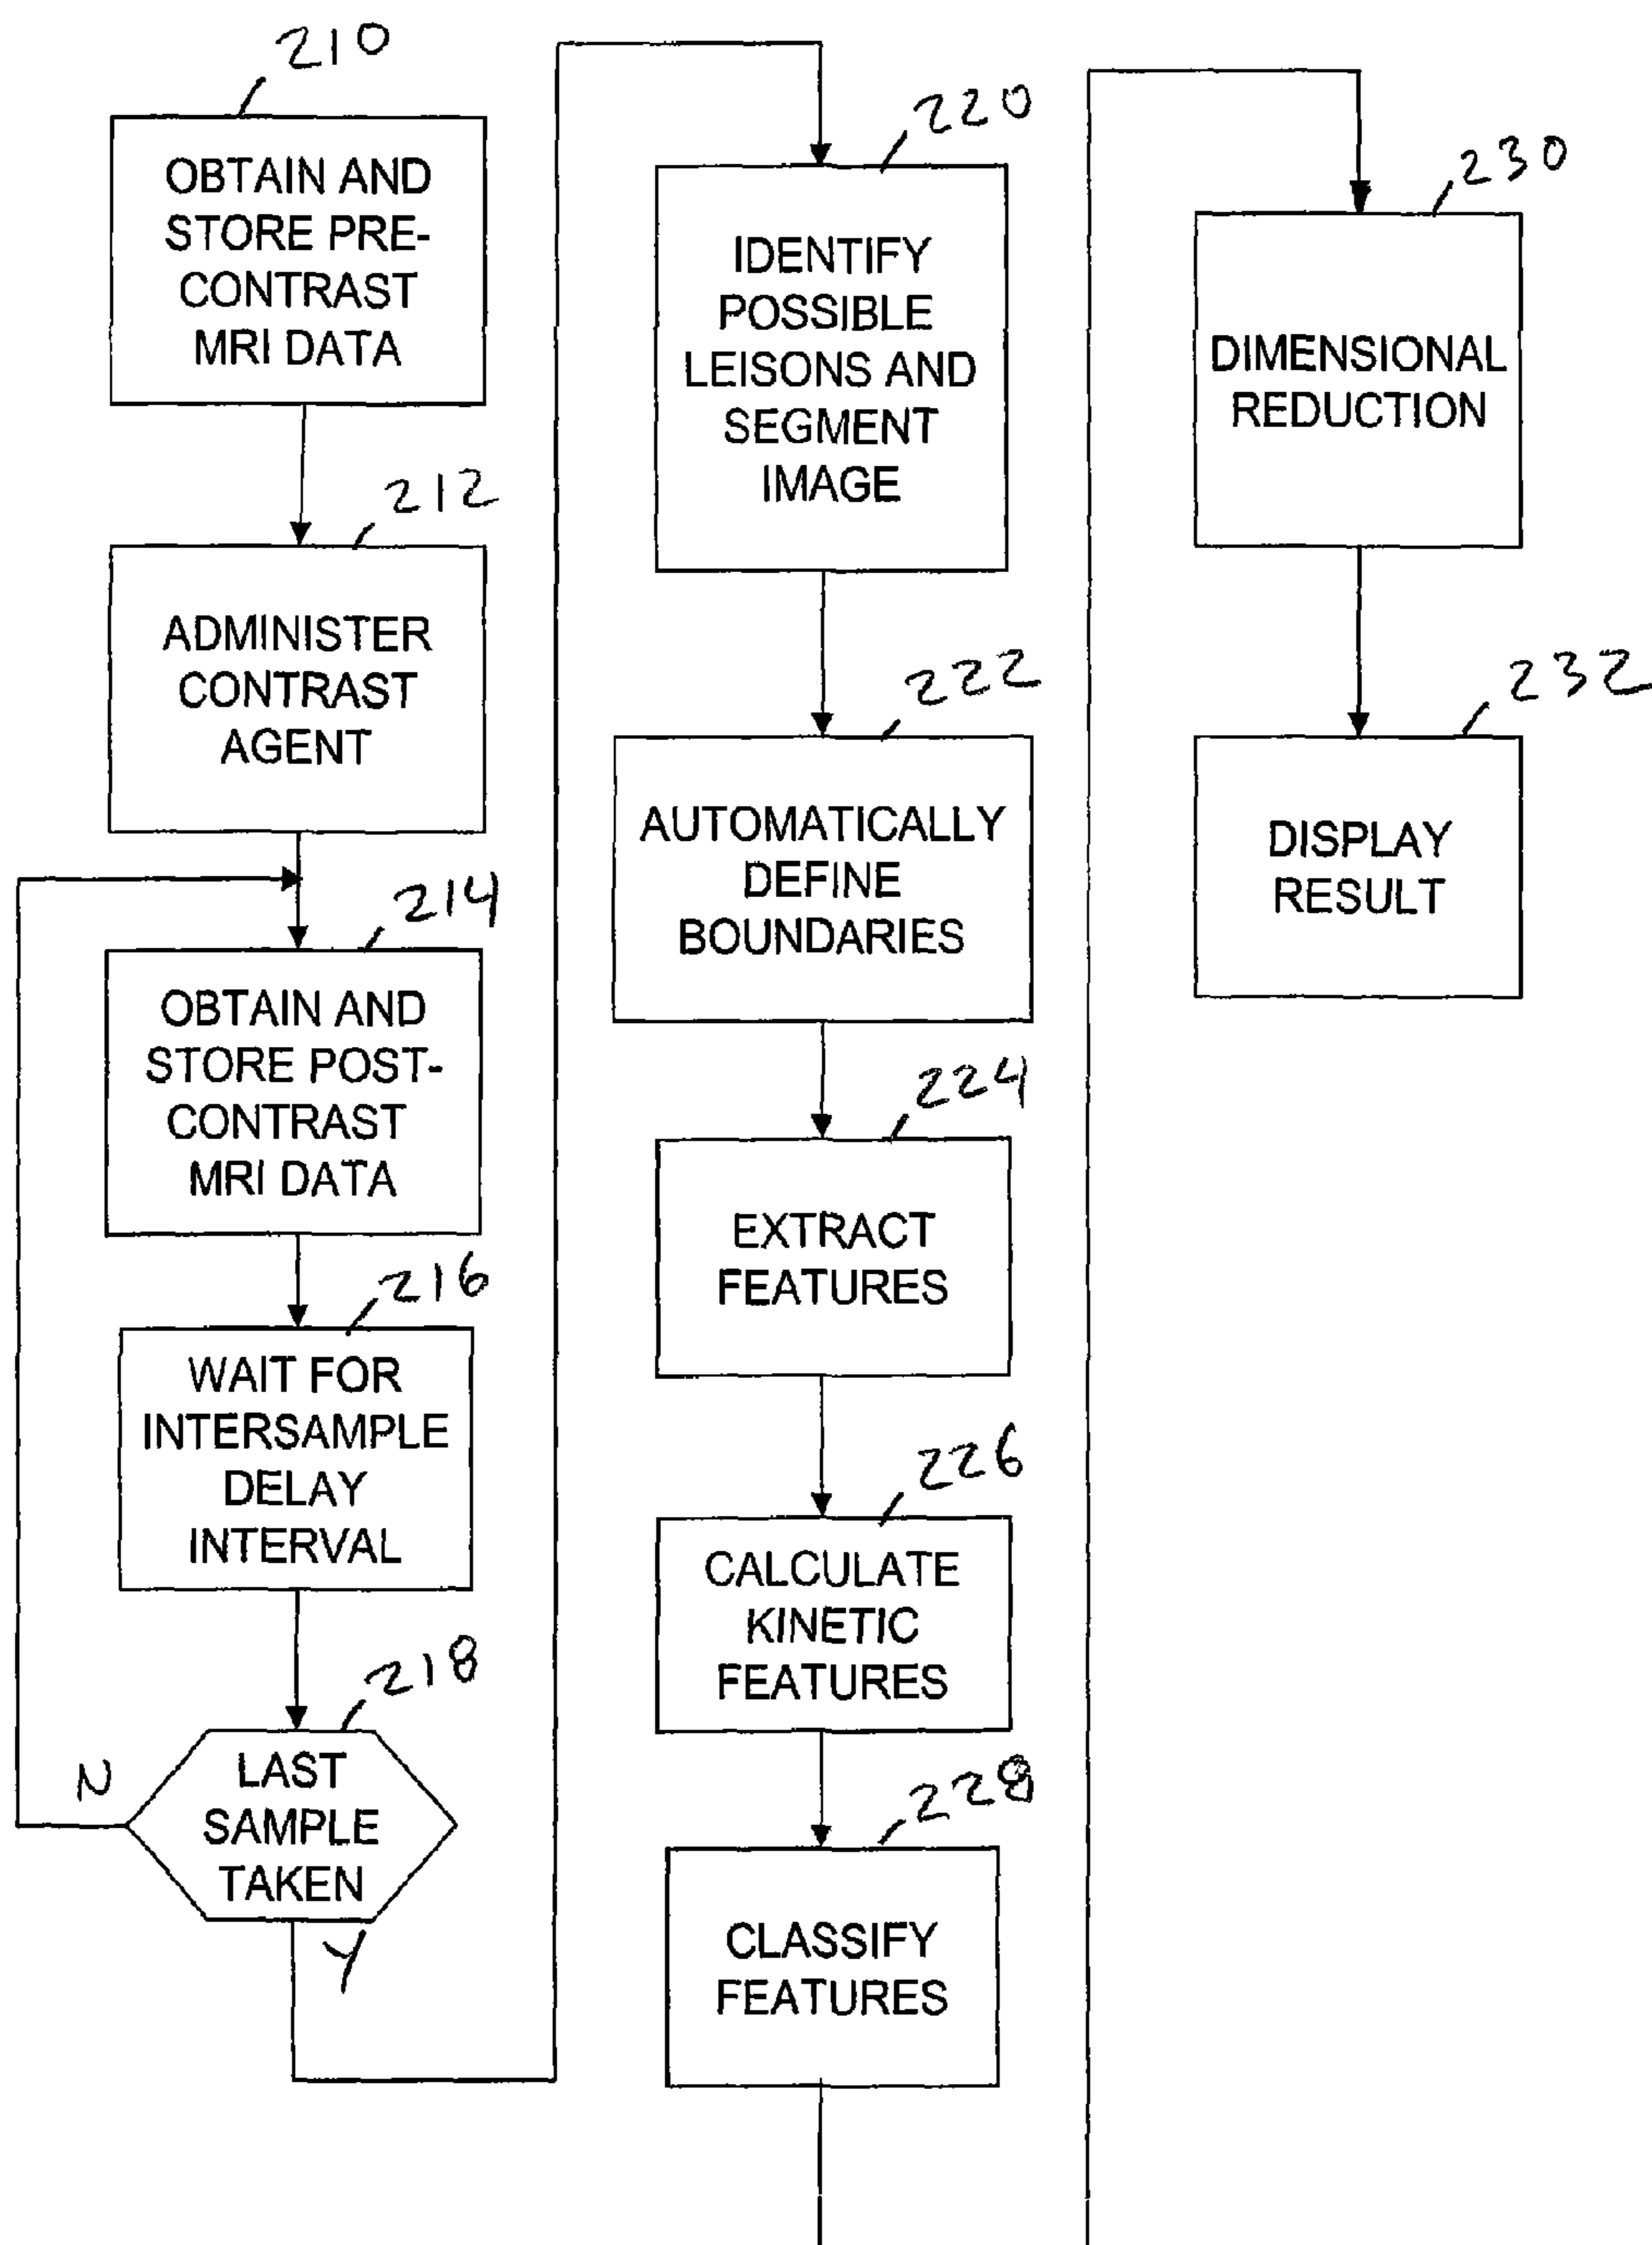 210
OBTAIN AND
STORE PRE-
CONTRAST
MRI DATA
212
ADMINISTER
CONTRAST
AGENT
214
OBTAIN AND
STORE POST-
CONTRAST
MRI DATA
216
WAIT FOR
INTERSAMPLE
DELAY
INTERVAL
218
N
LAST
SAMPLE
TAKEN
Y
220
IDENTIFY
POSSIBLE
LEISONS AND
SEGMENT
IMAGE
222
AUTOMATICALLY
DEFINE
BOUNDARIES
224
EXTRACT
FEATURES
226
CALCULATE
KINETIC
FEATURES
228
CLASSIFY
FEATURES
230
DIMENSIONAL
REDUCTION
232
DISPLAY
RESULT